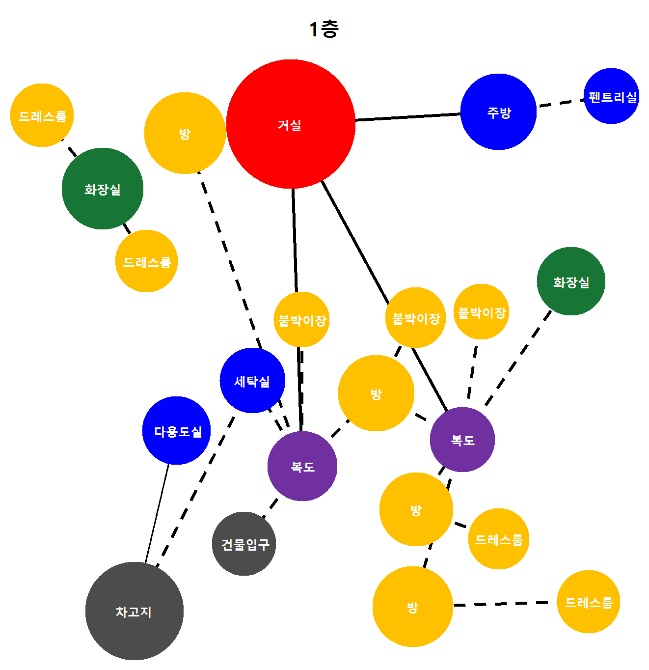 1층
드레스룸
방
거실
주방
펜트리실
화장실
드레스룸
화장실
붙박이장
붙박이장
붙박이장
세탁실
방
다용도실
복도
복도
건물입구
방
드레스룸
차고지
방
드레스룸